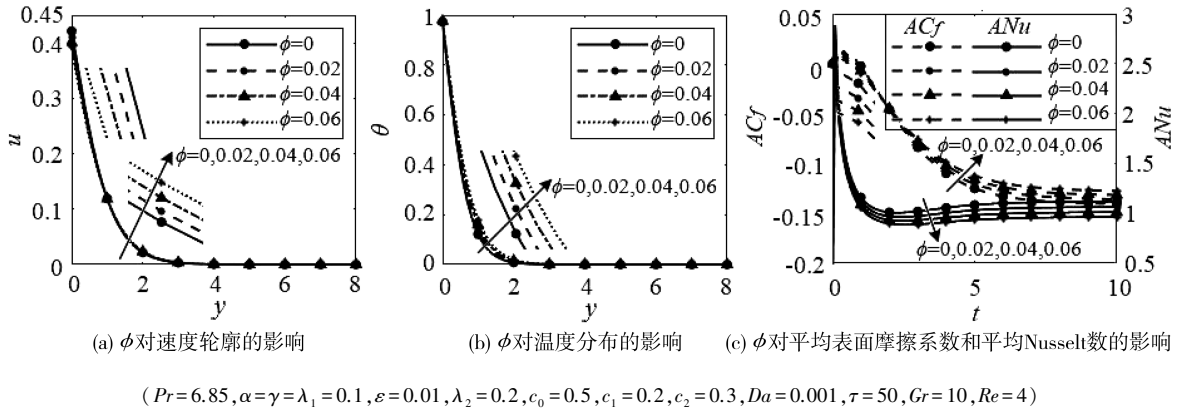 0.45
0.4
0.3
0.2
0.1
0
u
0 2 4 6 8
y
ϕ=0
ϕ=0.02
ϕ=0.04
ϕ=0.06
ϕ=0,0.02,0.04,0.06
(a) ϕ对速度轮廓的影响
1
0.8
0.6
0.4
0.2
0
θ
0 2 4 6 8
y
ϕ=0
ϕ=0.02
ϕ=0.04
ϕ=0.06
ϕ=0,0.02,0.04,0.06
(b) ϕ对温度分布的影响
0.05
0
-0.05
-0.1
-0.15
-0.2
ACf
3
2.5
2
1.5
1
0.5
ANu
0 5 10
t
ACf ANu
ϕ=0
ϕ=0.02
ϕ=0.04
ϕ=0.06
ϕ=0,0.02,0.04,0.06
ϕ=0,0.02,0.04,0.06
(c) ϕ对平均表面摩擦系数和平均Nusselt数的影响
(Pr=6.85,α=γ=λ₁=0.1,ε=0.01,λ₂=0.2,c₀=0.5,c₁=0.2,c₂=0.3,Da=0.001,τ=50,Gr=10,Re=4)